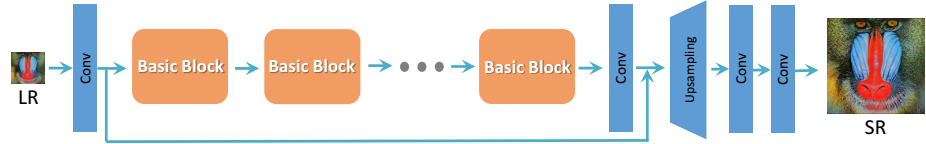 LR
Conv
Basic Block
Basic Block
Basic Block
Conv
Upsampling
Conv
Conv
SR